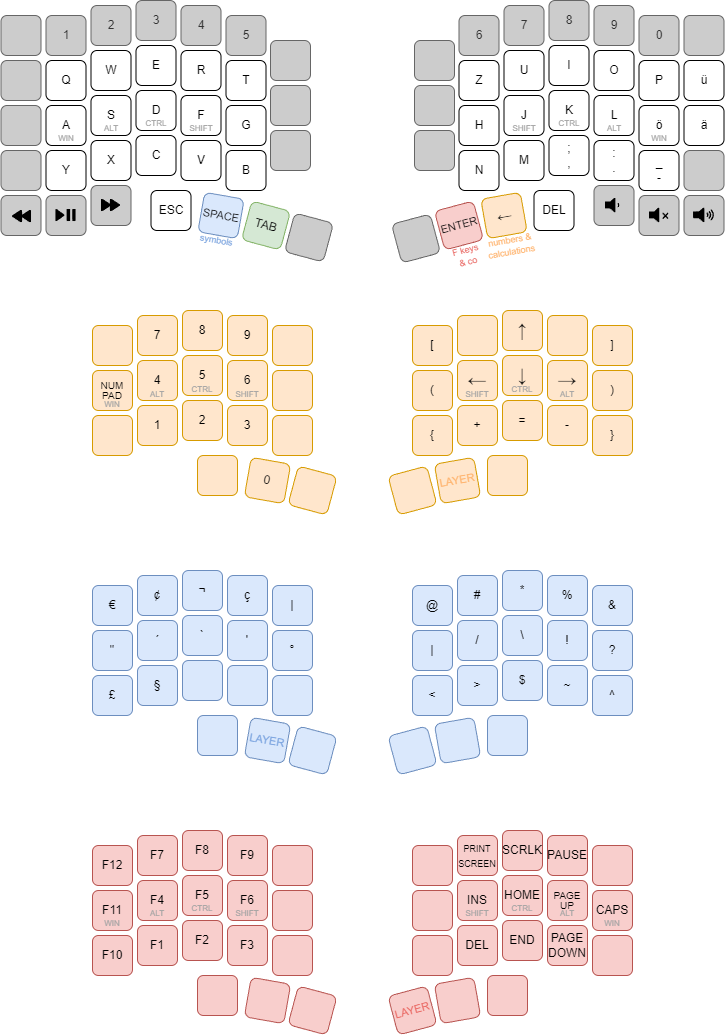 1 2 3 4 5
6 7 8 9 0
Q W E R T
Z U I O P ü
A S D F G
WIN ALT CTRL SHIFT
H J K L ö ä
SHIFT CTRL ALT WIN
Y X C V B
N M ; : _
, . -
ESC SPACE TAB
symbols
ENTER ← DEL
F keys
& co
numbers &
calculations
7 8 9
[ ↑ ]
NUM
PAD
WIN
4 5 6
ALT CTRL SHIFT
( ← ↓ → )
SHIFT CTRL ALT
1 2 3
{ + = - }
0
LAYER
€ ¢ ¬ ç |
@ # * % &
" ´ ` ' °
| / \ ! ?
£ §
< > $ ~ ^
LAYER
F12 F7 F8 F9
PRINT
SCREEN
SCRLK PAUSE
F11 F4 F5 F6
WIN ALT CTRL SHIFT
INS HOME
SHIFT CTRL
PAGE
UP
ALT
CAPS
WIN
F10 F1 F2 F3
DEL END
PAGE
DOWN
LAYER